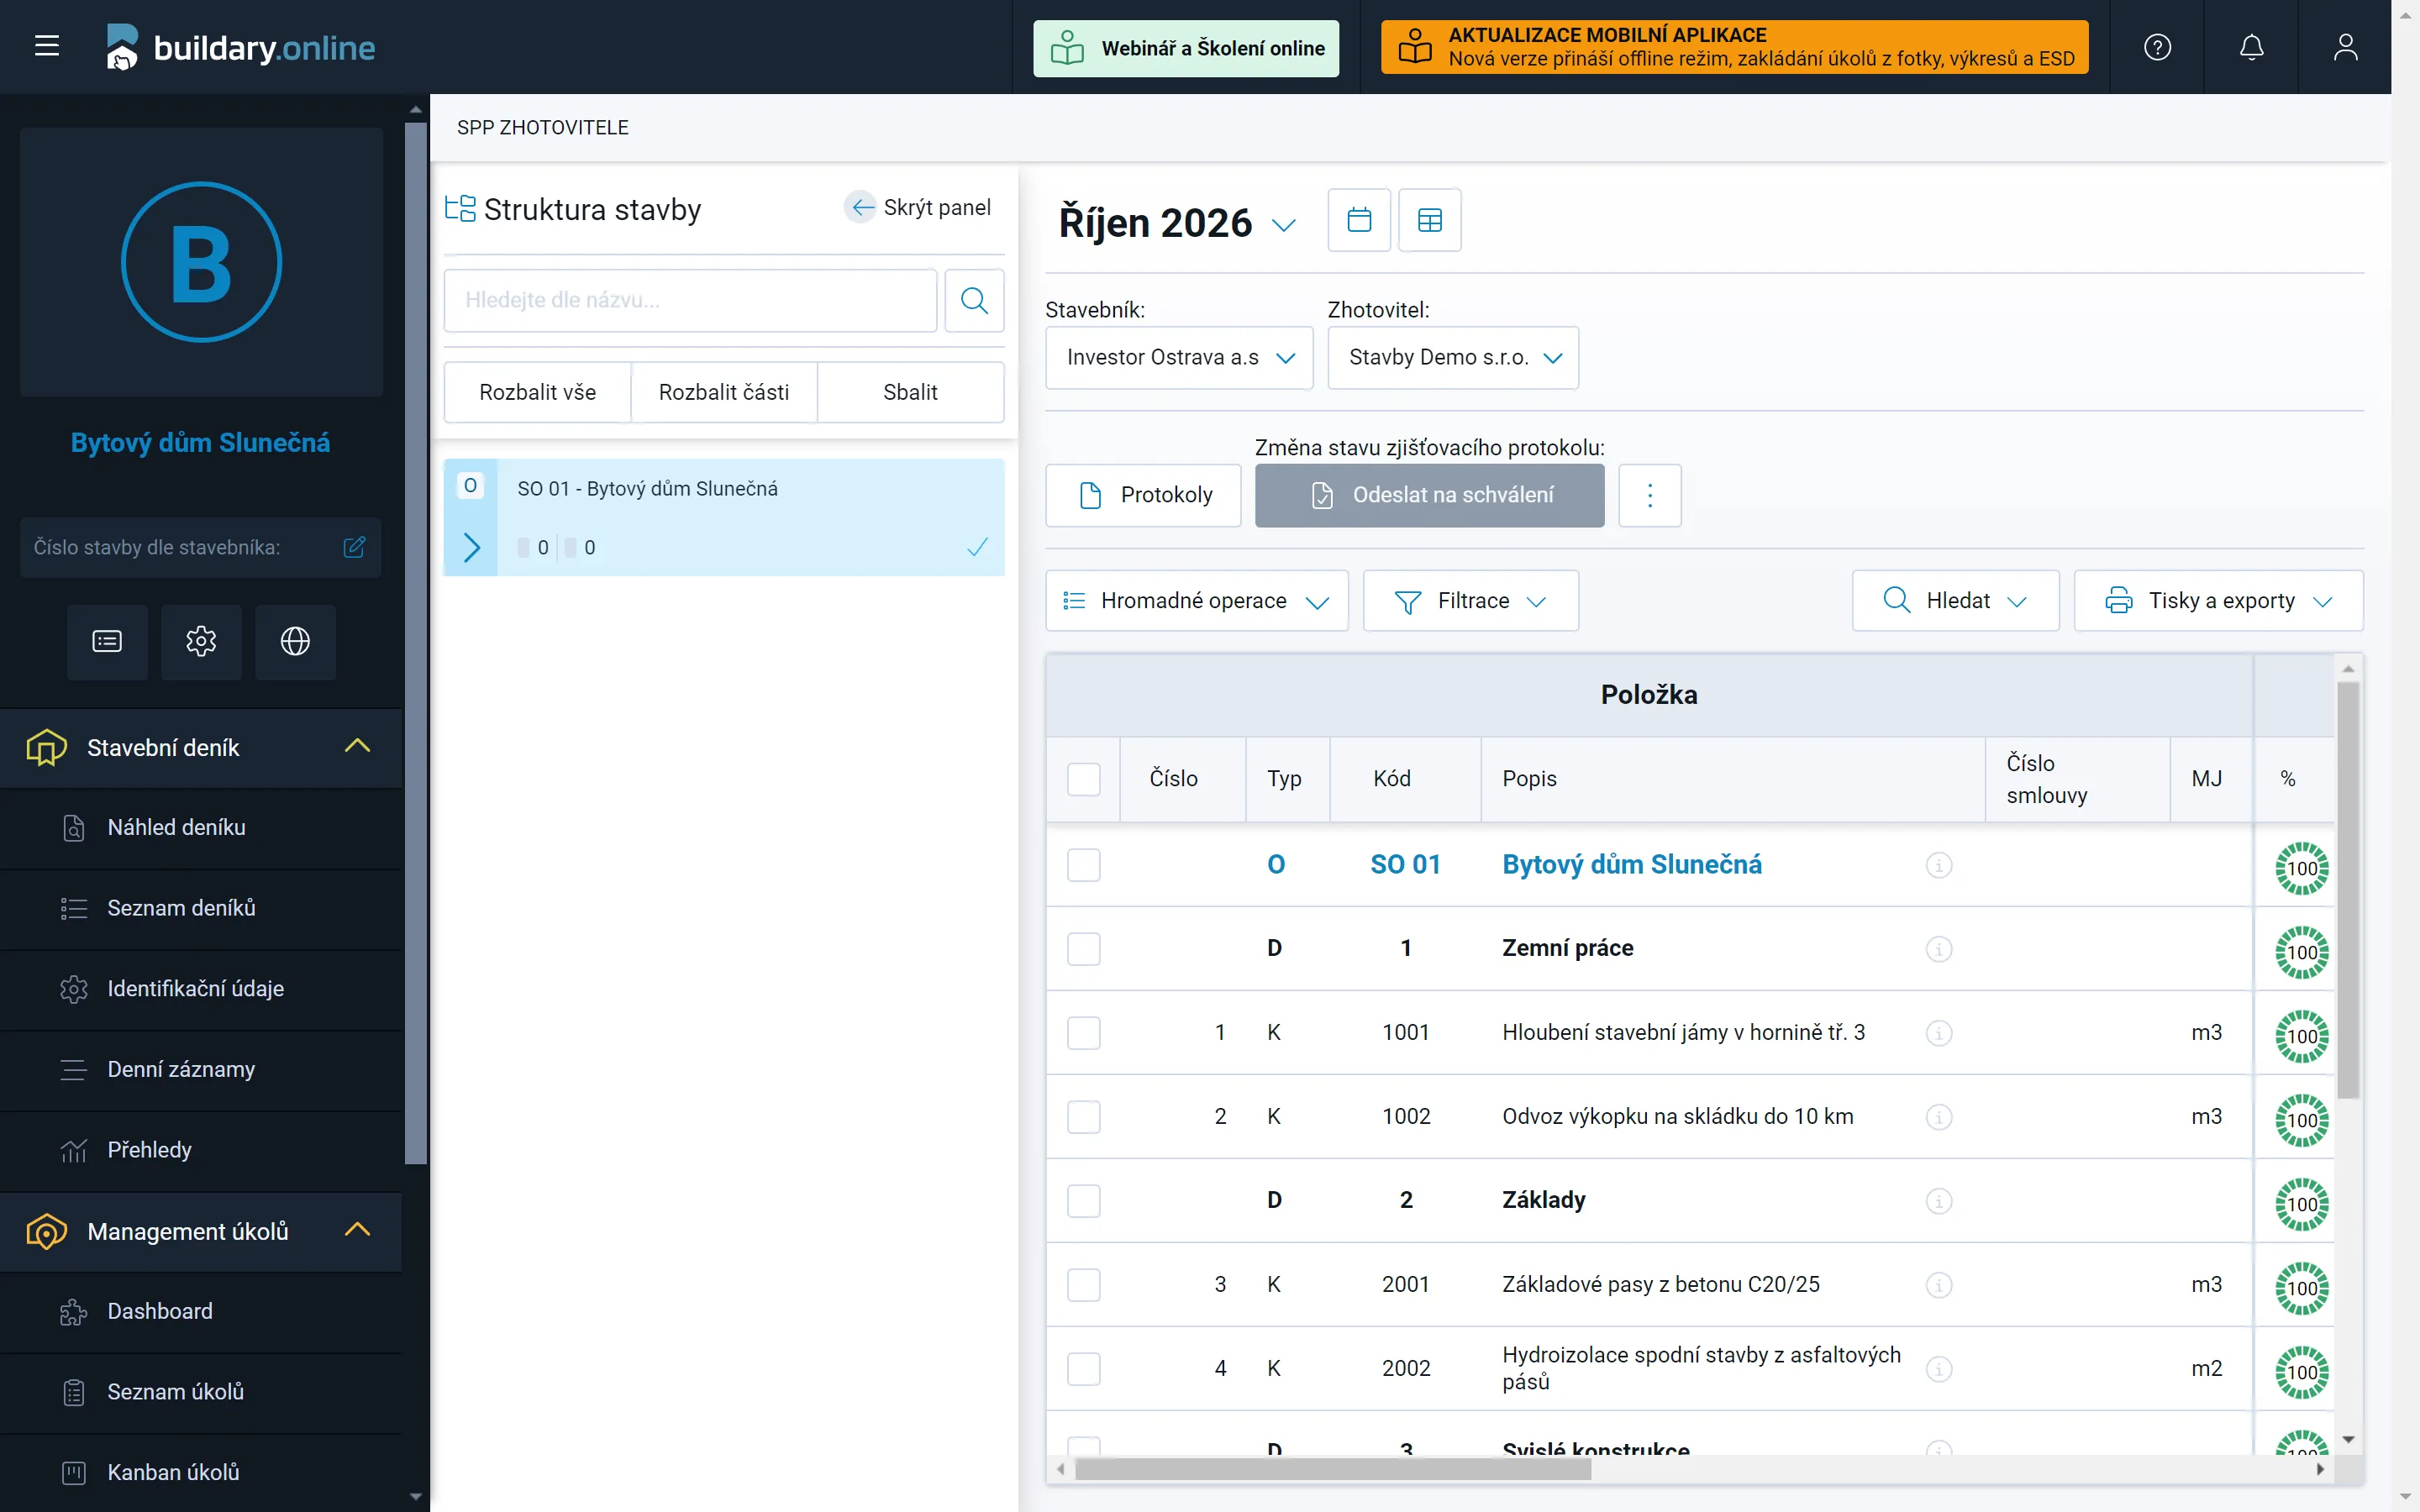 buildary.online
Webinář a Školení online
AKTUALIZACE MOBILNÍ APLIKACE
Nová verze přináší offline režim, zakládání úkolů z fotky, výkresů a ESD
B
Bytový dům Slunečná
Číslo stavby dle stavebníka:
Stavební deník
Náhled deníku
Seznam deníků
Identifikační údaje
Denní záznamy
Přehledy
Management úkolů
Dashboard
Seznam úkolů
Kanban úkolů
SPP ZHOTOVITELE
Struktura stavby
Skrýt panel
Hledejte dle názvu...
Rozbalit vše Rozbalit části Sbalit
O SO 01 - Bytový dům Slunečná
0 0
Říjen 2026
Stavebník: Zhotovitel:
Investor Ostrava a.s Stavby Demo s.r.o.
Změna stavu zjišťovacího protokolu:
Protokoly Odeslat na schválení
Hromadné operace Filtrace Hledat Tisky a exporty
Položka
Číslo Typ Kód Popis Číslo smlouvy MJ %
O SO 01 Bytový dům Slunečná 100
D 1 Zemní práce 100
1 K 1001 Hloubení stavební jámy v hornině tř. 3 m3 100
2 K 1002 Odvoz výkopku na skládku do 10 km m3 100
D 2 Základy 100
3 K 2001 Základové pasy z betonu C20/25 m3 100
4 K 2002 Hydroizolace spodní stavby z asfaltových pásů m2 100
D 3 Svislé konstrukce 100